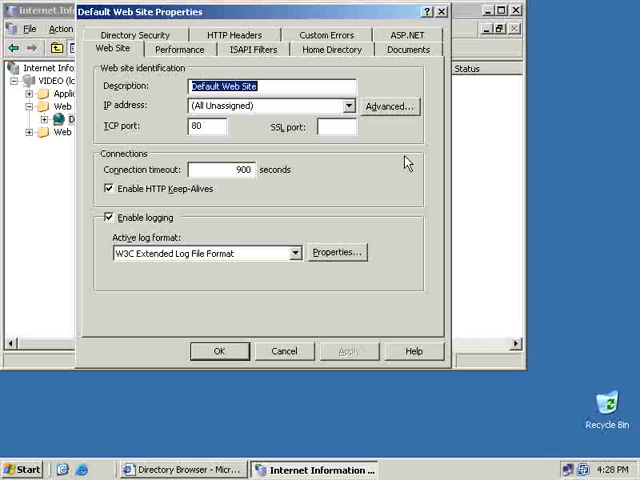 Internet Infor
Default Web Site Properties
File
Action
Internet Info
VIDEO (lo
Applic
Web
D
Web
Status
Directory Security
HTTP Headers
Custom Errors
ASP.NET
Web Site
Performance
ISAPI Filters
Home Directory
Documents
Web site identification
Description:
Default Web Site
IP address:
(All Unassigned)
Advanced...
TCP port:
80
SSL port:
Connections
Connection timeout:
900
seconds
Enable HTTP Keep-Alives
Enable logging
Active log format:
W3C Extended Log File Format
Properties...
OK
Cancel
Apply
Help
Recycle Bin
Start
Directory Browser - Micr...
Internet Information ...
4:28 PM